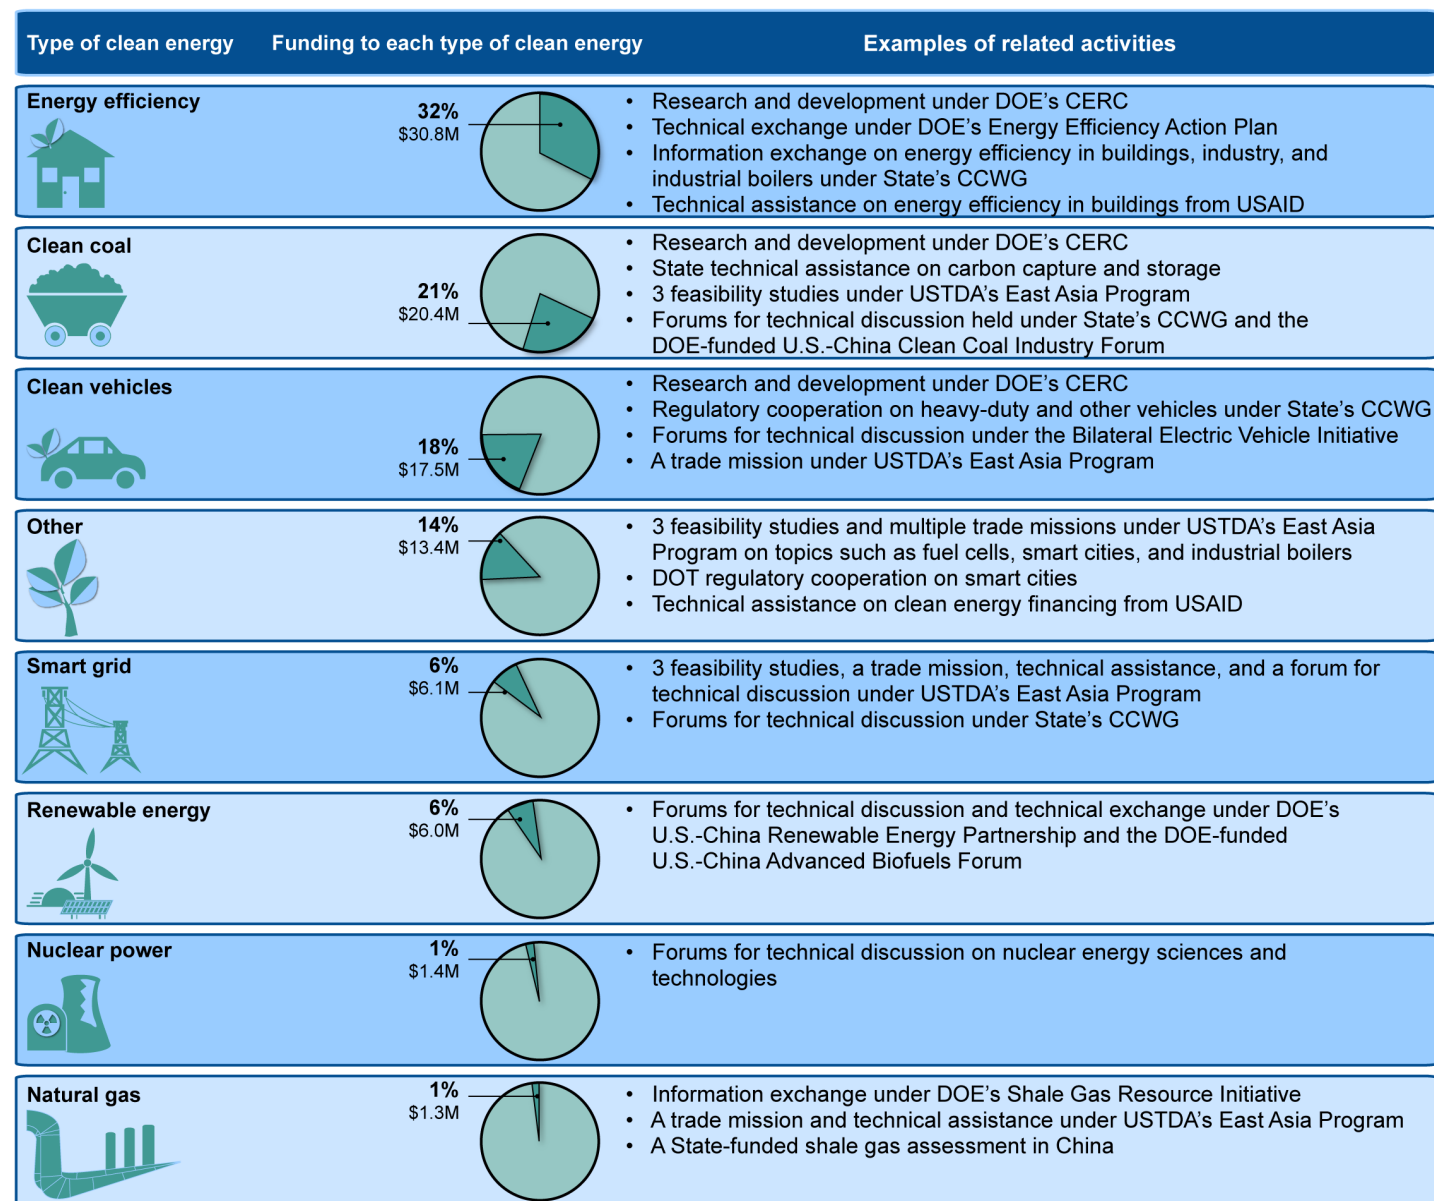 Type of clean energy
Funding to each type of clean energy
Examples of related activities
Energy efficiency
32%
$30.8M
• Research and development under DOE’s CERC
• Technical exchange under DOE’s Energy Efficiency Action Plan
• Information exchange on energy efficiency in buildings, industry, and
industrial boilers under State’s CCWG
• Technical assistance on energy efficiency in buildings from USAID
Clean coal
21%
$20.4M
• Research and development under DOE’s CERC
• State technical assistance on carbon capture and storage
• 3 feasibility studies under USTDA’s East Asia Program
• Forums for technical discussion held under State’s CCWG and the
DOE-funded U.S.-China Clean Coal Industry Forum
Clean vehicles
18%
$17.5M
• Research and development under DOE’s CERC
• Regulatory cooperation on heavy-duty and other vehicles under State’s CCWG
• Forums for technical discussion under the Bilateral Electric Vehicle Initiative
• A trade mission under USTDA’s East Asia Program
Other
14%
$13.4M
• 3 feasibility studies and multiple trade missions under USTDA’s East Asia
Program on topics such as fuel cells, smart cities, and industrial boilers
• DOT regulatory cooperation on smart cities
• Technical assistance on clean energy financing from USAID
Smart grid
6%
$6.1M
• 3 feasibility studies, a trade mission, technical assistance, and a forum for
technical discussion under USTDA’s East Asia Program
• Forums for technical discussion under State’s CCWG
Renewable energy
6%
$6.0M
• Forums for technical discussion and technical exchange under DOE’s
U.S.-China Renewable Energy Partnership and the DOE-funded
U.S.-China Advanced Biofuels Forum
Nuclear power
1%
$1.4M
• Forums for technical discussion on nuclear energy sciences and
technologies
Natural gas
1%
$1.3M
• Information exchange under DOE’s Shale Gas Resource Initiative
• A trade mission and technical assistance under USTDA’s East Asia Program
• A State-funded shale gas assessment in China